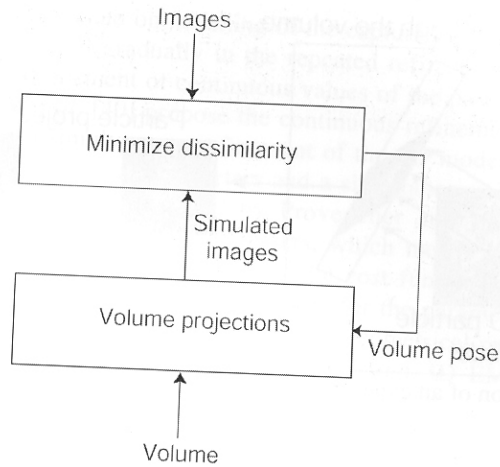 Images
Minimize dissimilarity
Simulated
images
Volume projections
Volume pose
Volume